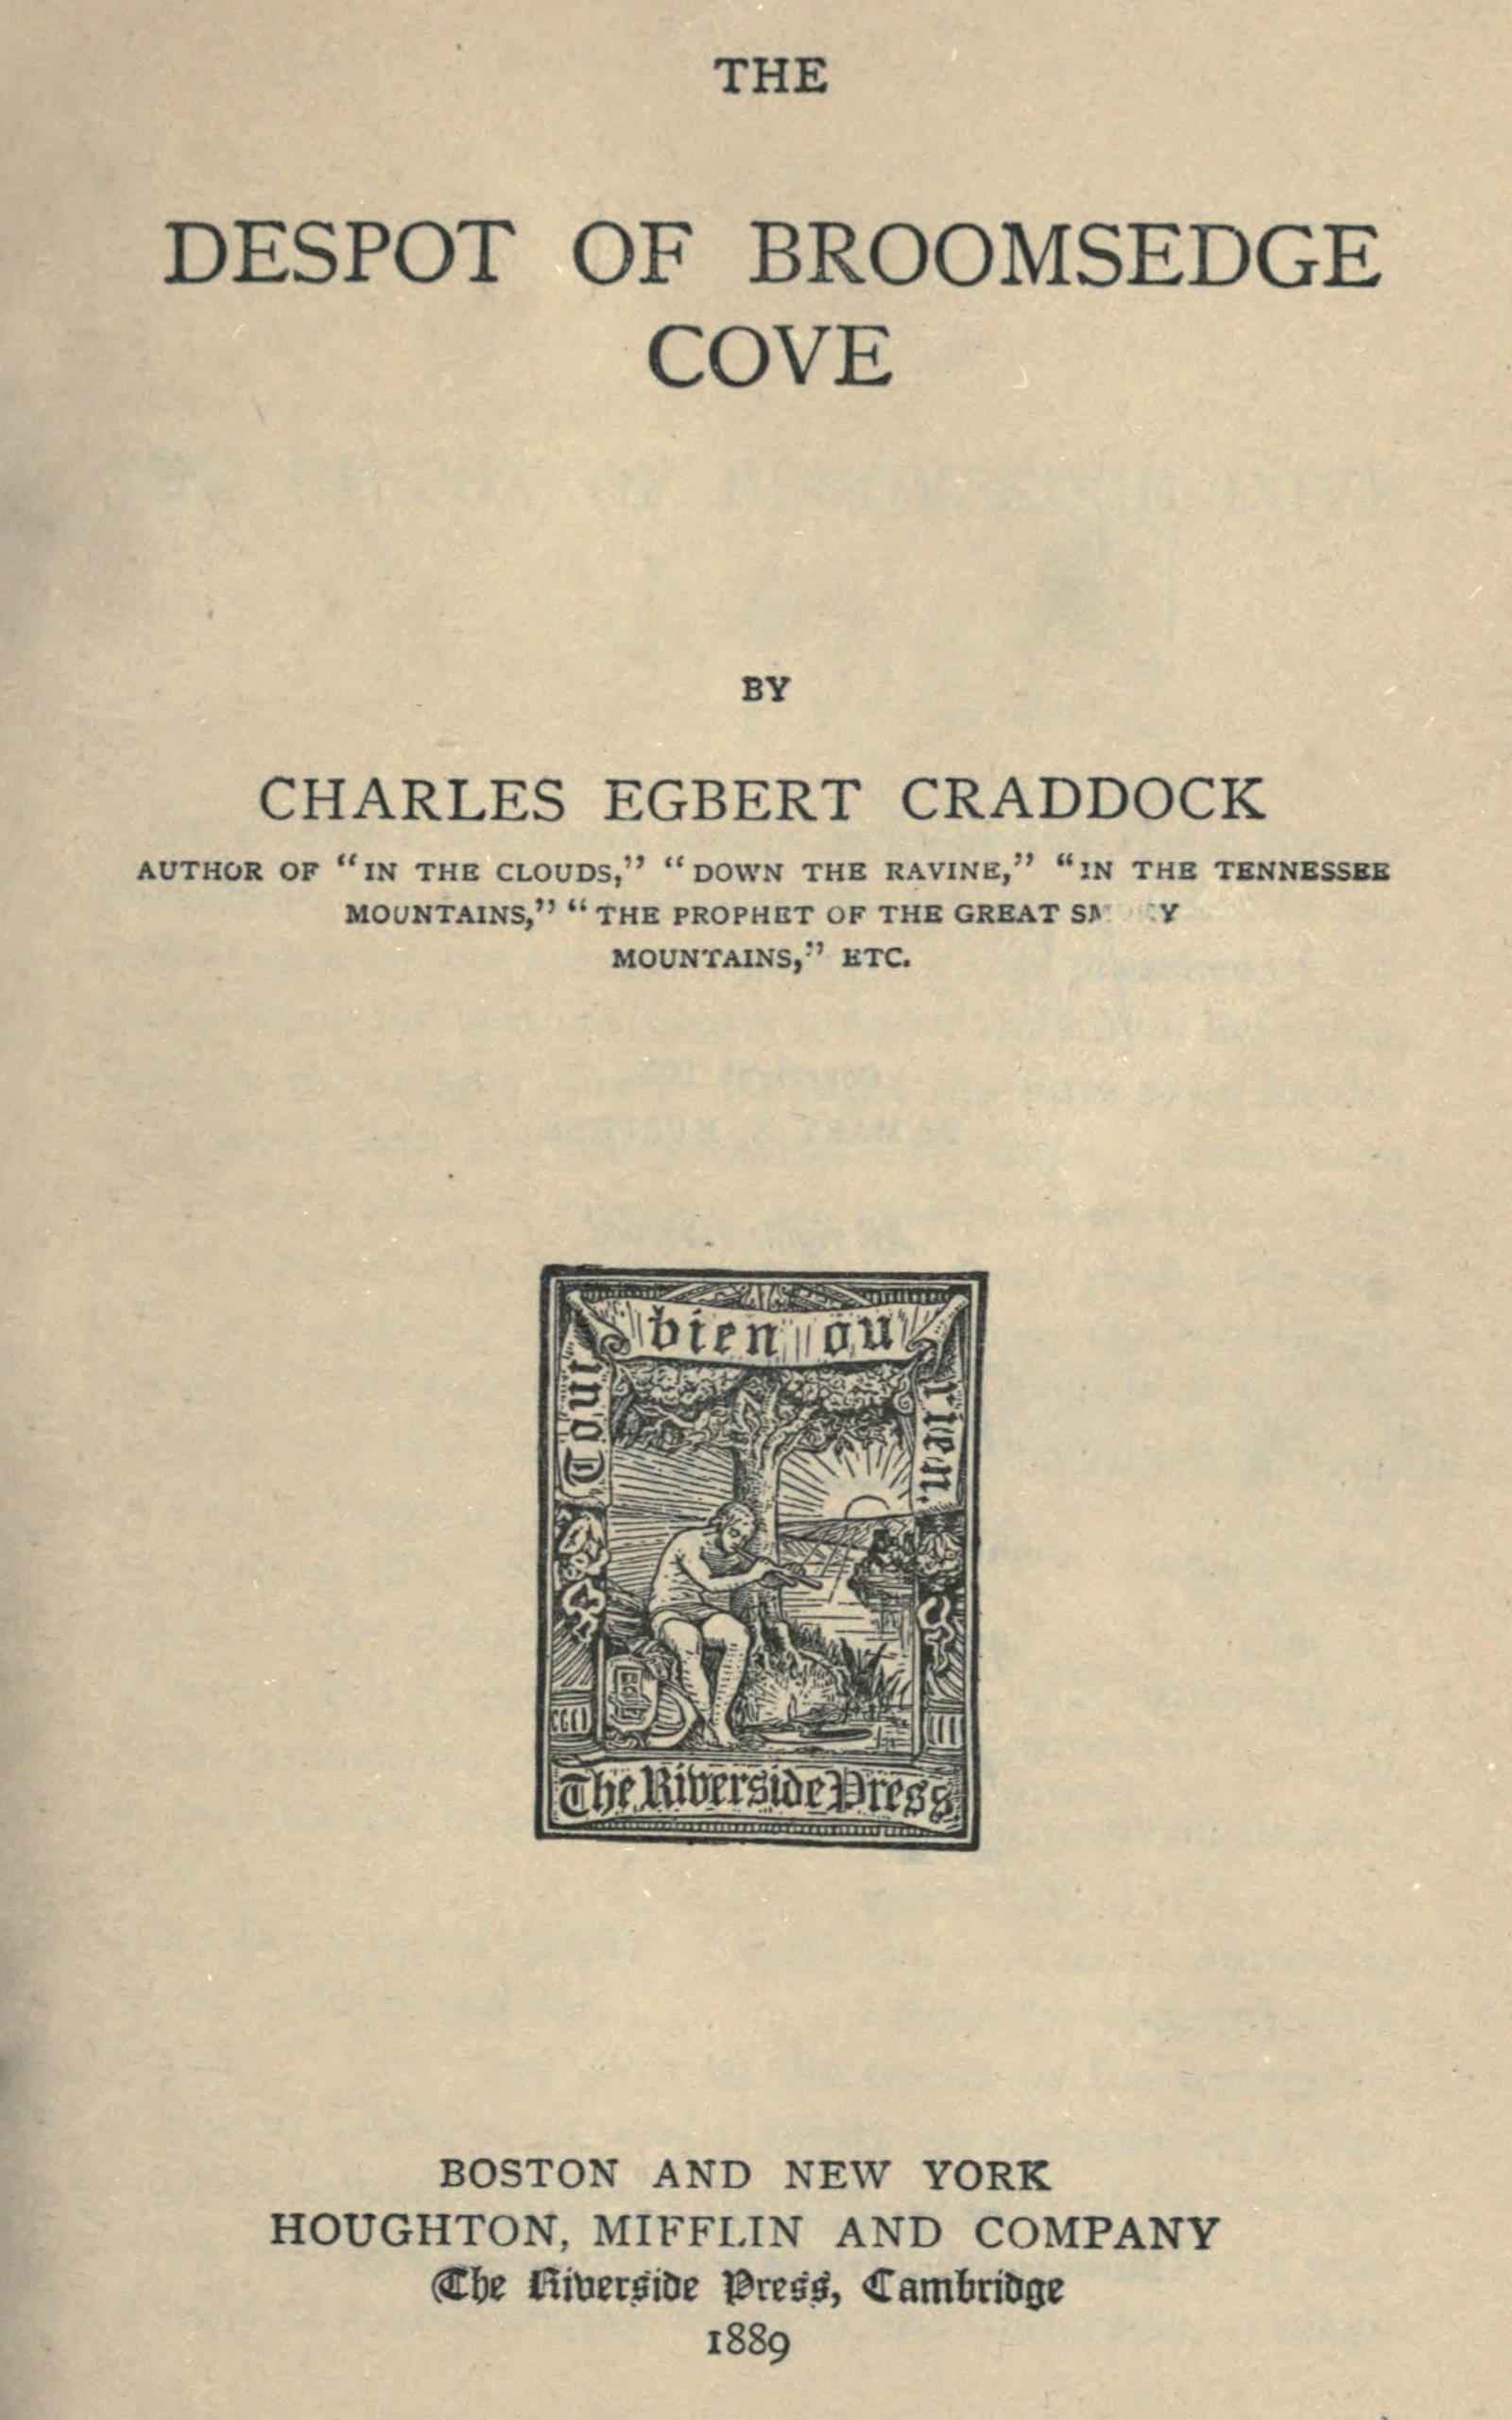 THE
DESPOT OF BROOMSEDGE
COVE
BY
CHARLES EGBERT CRADDOCK
AUTHOR OF “IN THE CLOUDS,” “DOWN THE RAVINE,” “IN THE TENNESSEE
MOUNTAINS,” “THE PROPHET OF THE GREAT
MOUNTAINS,” ETC.
Tout
bien ou
rien.
The Riverside Press
BOSTON AND NEW YORK
HOUGHTON, MIFFLIN AND COMPANY
The Riverside Press, Cambridge
1889